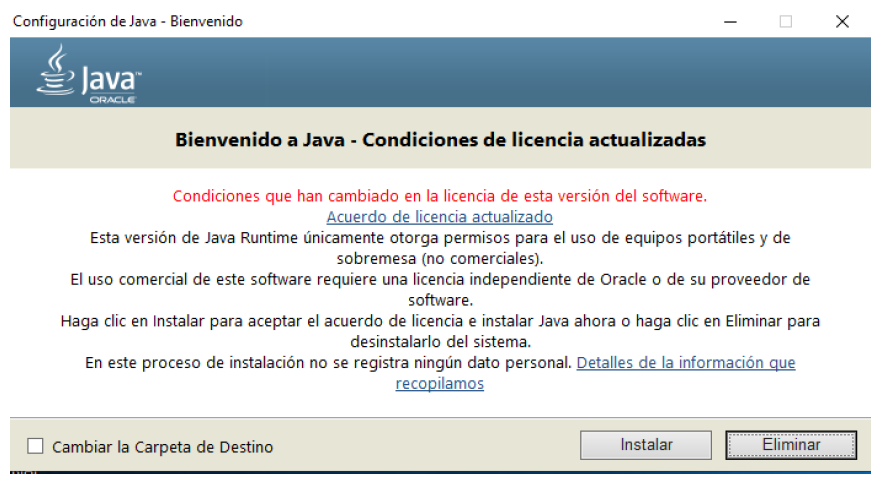 Configuración de Java - Bienvenido
Java™
ORACLE
Bienvenido a Java - Condiciones de licencia actualizadas
Condiciones que han cambiado en la licencia de esta versión del software.
Acuerdo de licencia actualizado
Esta versión de Java Runtime únicamente otorga permisos para el uso de equipos portátiles y de
sobremesa (no comerciales).
El uso comercial de este software requiere una licencia independiente de Oracle o de su proveedor de
software.
Haga clic en Instalar para aceptar el acuerdo de licencia e instalar Java ahora o haga clic en Eliminar para
desinstalarlo del sistema.
En este proceso de instalación no se registra ningún dato personal. Detalles de la información que
recopilamos
Cambiar la Carpeta de Destino
Instalar
Eliminar